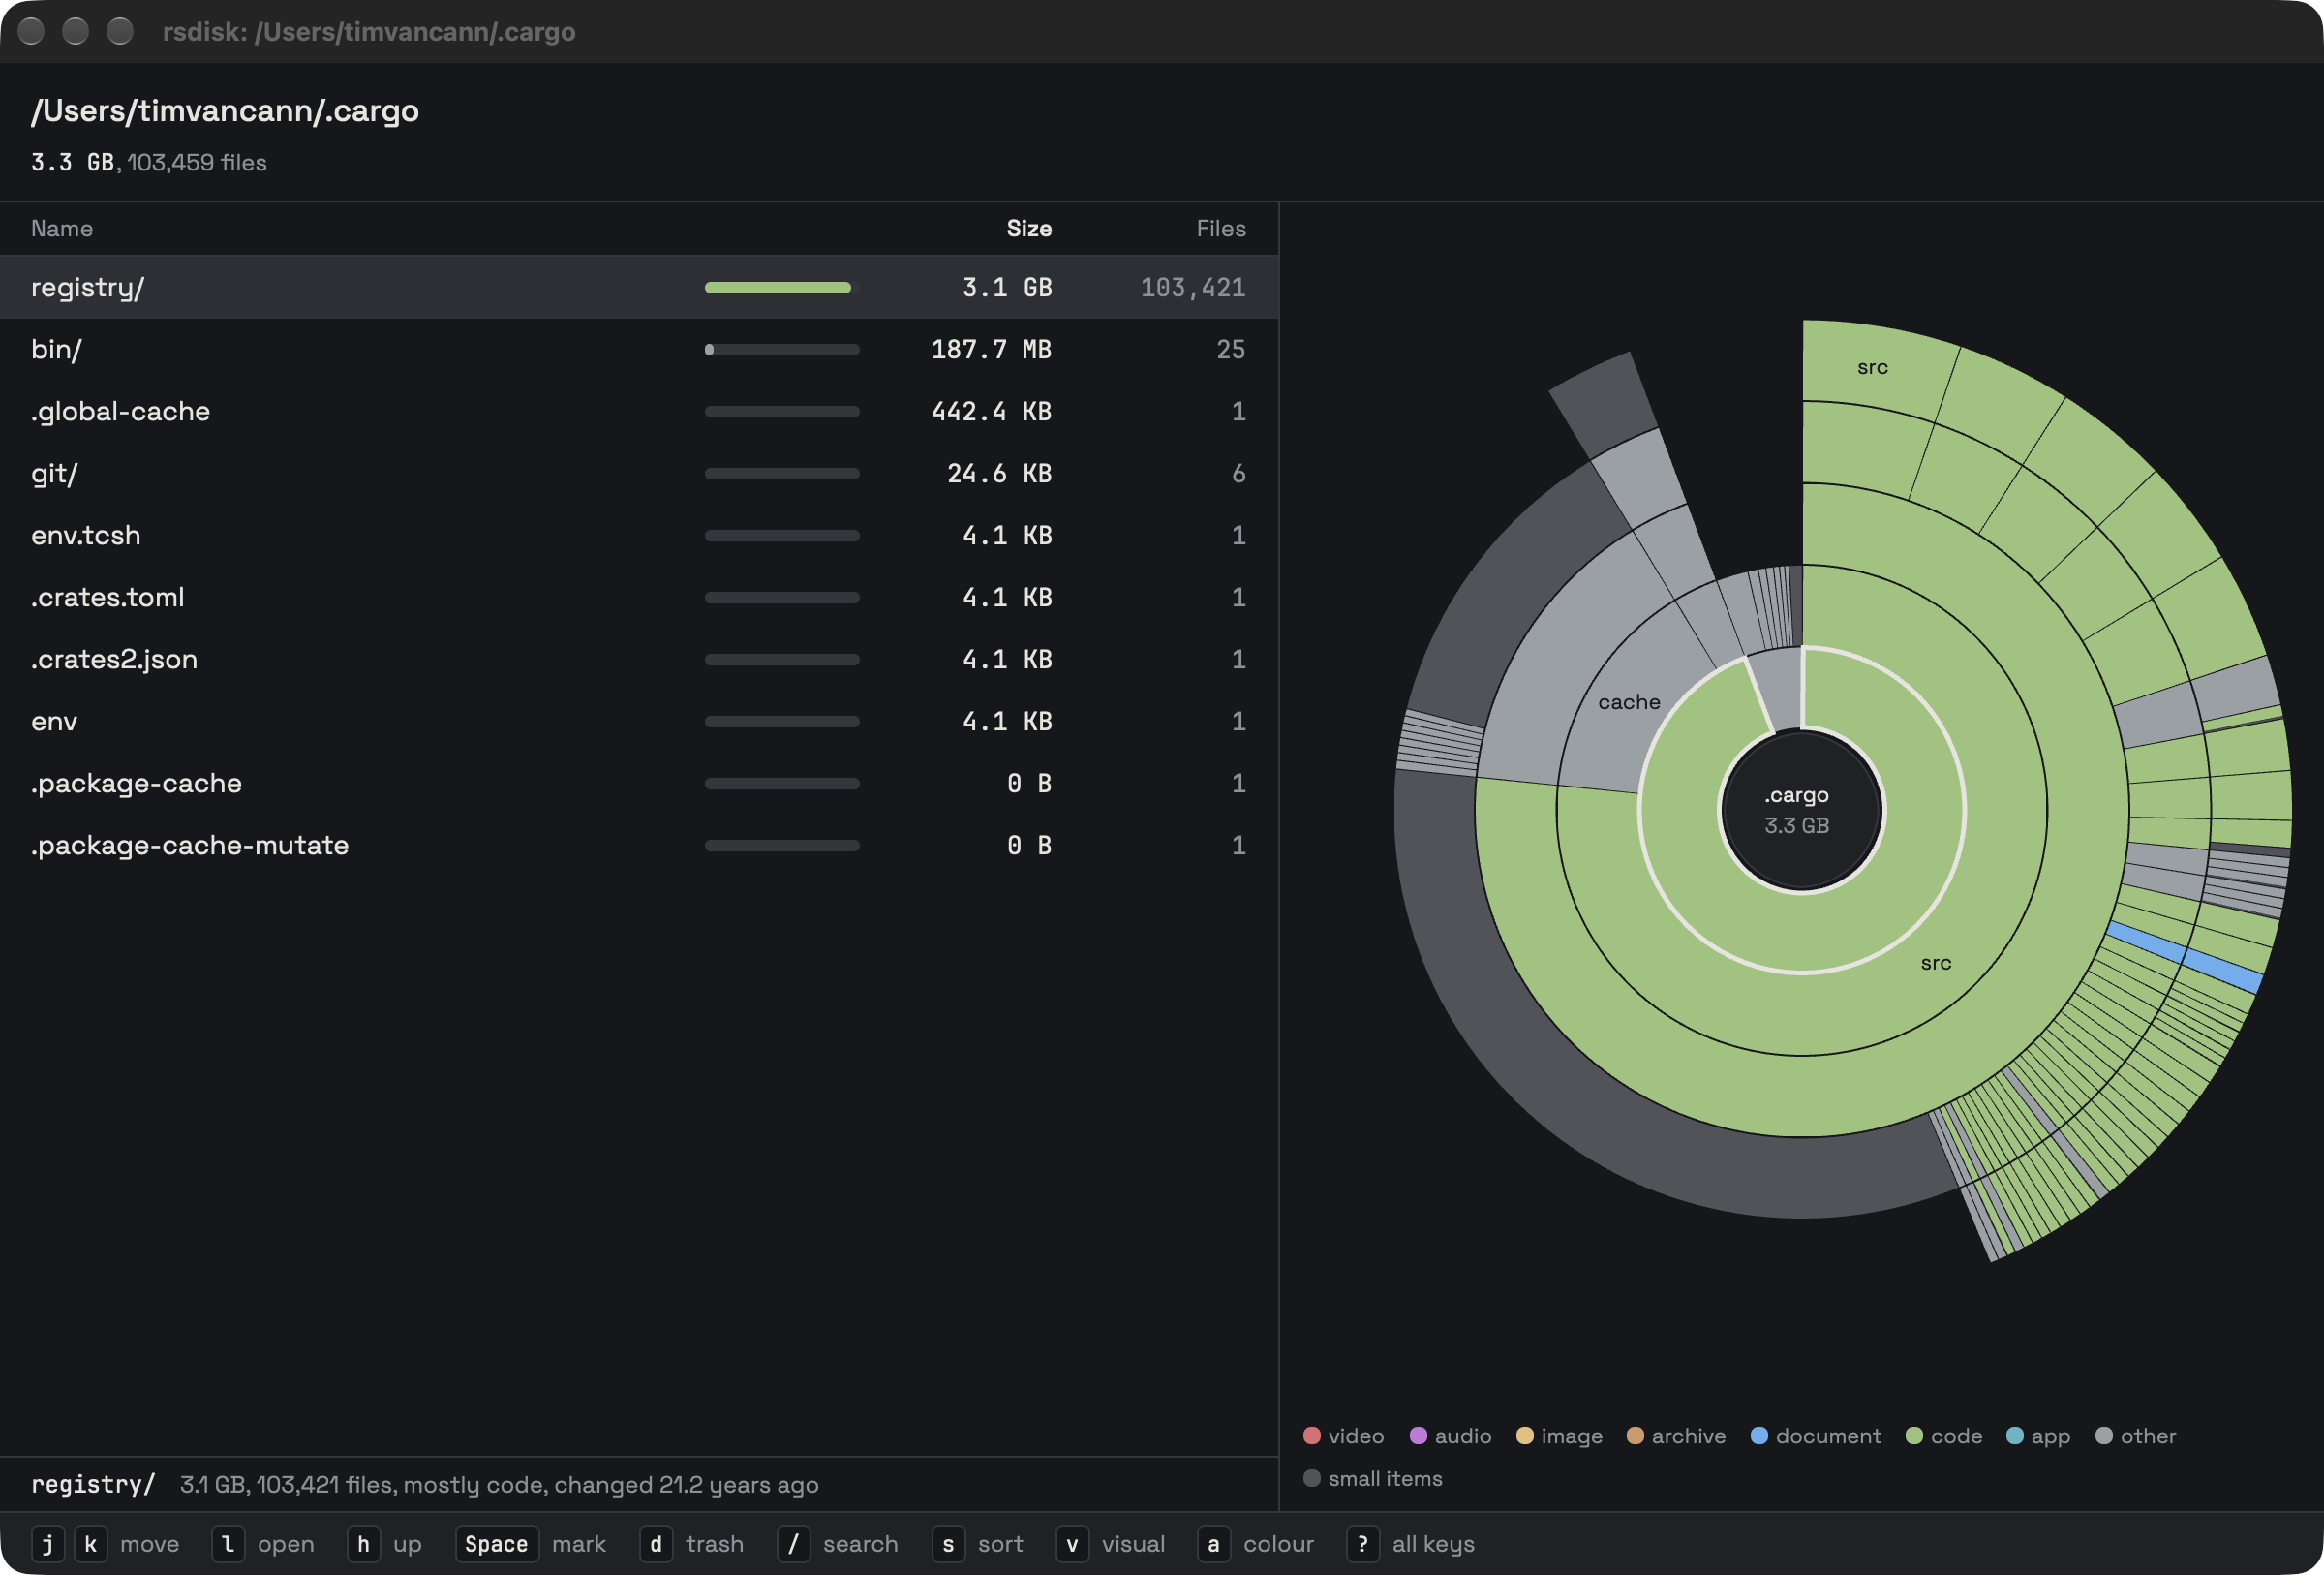 rsdisk: /Users/timvancann/.cargo
/Users/timvancann/.cargo
3.3 GB, 103,459 files
Name Size Files
registry/ 3.1 GB 103,421
bin/ 187.7 MB 25
.global-cache 442.4 KB 1
git/ 24.6 KB 6
env.tcsh 4.1 KB 1
.crates.toml 4.1 KB 1
.crates2.json 4.1 KB 1
env 4.1 KB 1
.package-cache 0 B 1
.package-cache-mutate 0 B 1
src
cache
.cargo
3.3 GB
src
video audio image archive document code app other
small items
registry/ 3.1 GB, 103,421 files, mostly code, changed 21.2 years ago
j k move l open h up Space mark d trash / search s sort v visual a colour ? all keys